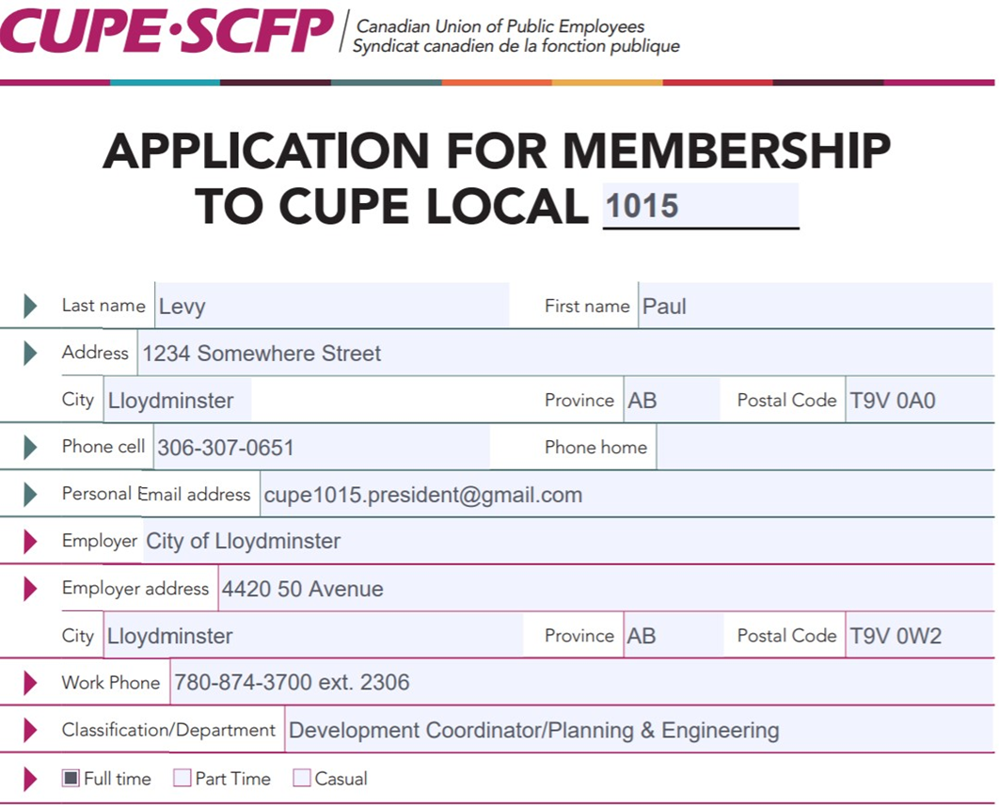 CUPE•SCFP Canadian Union of Public Employees
Syndicat canadien de la fonction publique
APPLICATION FOR MEMBERSHIP
TO CUPE LOCAL 1015
Last name Levy First name Paul
Address 1234 Somewhere Street
City Lloydminster Province AB Postal Code T9V 0A0
Phone cell 306-307-0651 Phone home
Personal Email address cupe1015.president@gmail.com
Employer City of Lloydminster
Employer address 4420 50 Avenue
City Lloydminster Province AB Postal Code T9V 0W2
Work Phone 780-874-3700 ext. 2306
Classification/Department Development Coordinator/Planning & Engineering
Full time Part Time Casual